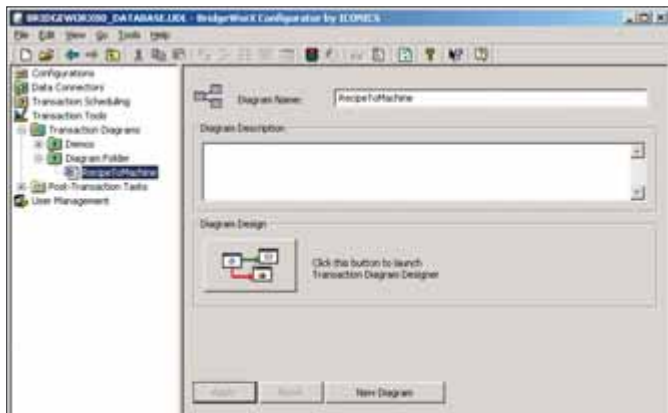 BRIDGEWORX80_DATABASE.UDL - BridgeWorX Configurator by ICONICS
File Edit View Go Tools Help
Configurations
Data Connectors
Transaction Scheduling
Transaction Tools
Transaction Diagrams
Demos
Diagram Folder
RecipeToMachine
Post-Transaction Tasks
User Management
Diagram Name: RecipeToMachine
Diagram Description
Diagram Design
Click this button to launch
Transaction Diagram Designer
Apply
New Diagram